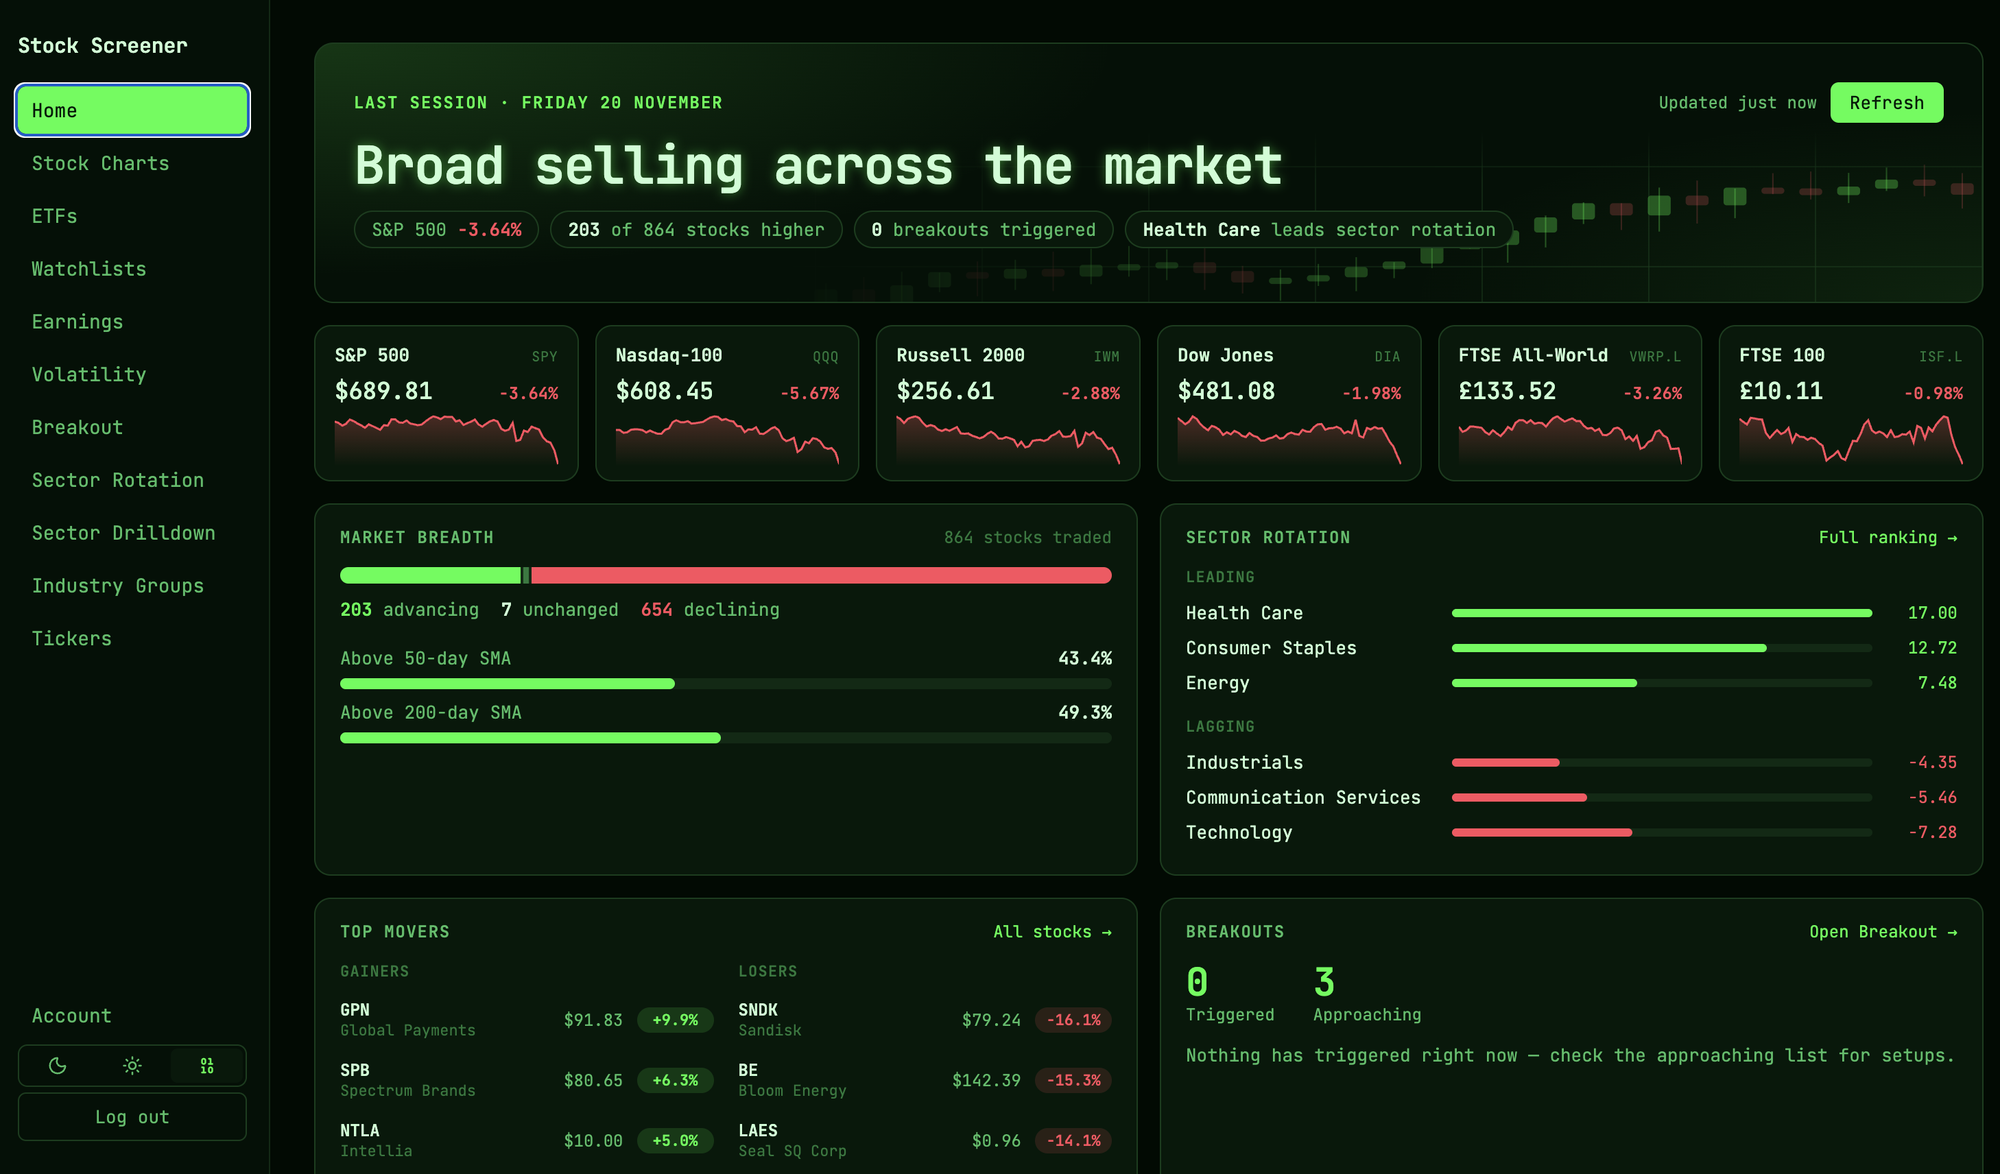 Stock Screener
Home
Stock Charts
ETFs
Watchlists
Earnings
Volatility
Breakout
Sector Rotation
Sector Drilldown
Industry Groups
Tickers
Account
01
10
Log out
LAST SESSION · FRIDAY 20 NOVEMBER
Updated just now
Refresh
Broad selling across the market
S&P 500 -3.64%
203 of 864 stocks higher
0 breakouts triggered
Health Care leads sector rotation
S&P 500 SPY
$689.81 -3.64%
Nasdaq-100 QQQ
$608.45 -5.67%
Russell 2000 IWM
$256.61 -2.88%
Dow Jones DIA
$481.08 -1.98%
FTSE All-World VWRP.L
£133.52 -3.26%
FTSE 100 ISF.L
£10.11 -0.98%
MARKET BREADTH 864 stocks traded
203 advancing 7 unchanged 654 declining
Above 50-day SMA 43.4%
Above 200-day SMA 49.3%
SECTOR ROTATION Full ranking →
LEADING
Health Care 17.00
Consumer Staples 12.72
Energy 7.48
LAGGING
Industrials -4.35
Communication Services -5.46
Technology -7.28
TOP MOVERS All stocks →
GAINERS
GPN
Global Payments
$91.83 +9.9%
SPB
Spectrum Brands
$80.65 +6.3%
NTLA
Intellia
$10.00 +5.0%
LOSERS
SNDK
Sandisk
$79.24 -16.1%
BE
Bloom Energy
$142.39 -15.3%
LAES
Seal SQ Corp
$0.96 -14.1%
BREAKOUTS Open Breakout →
0 3
Triggered Approaching
Nothing has triggered right now — check the approaching list for setups.